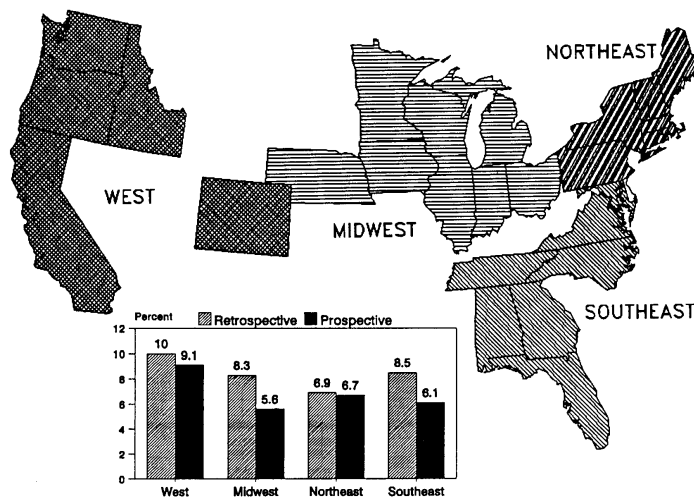 NORTHEAST
WEST
MIDWEST
SOUTHEAST
Percent
Retrospective Prospective
12
10
8
6
4
2
0
10 9.1 8.3 5.6 6.9 6.7 8.5 6.1
West Midwest Northeast Southeast